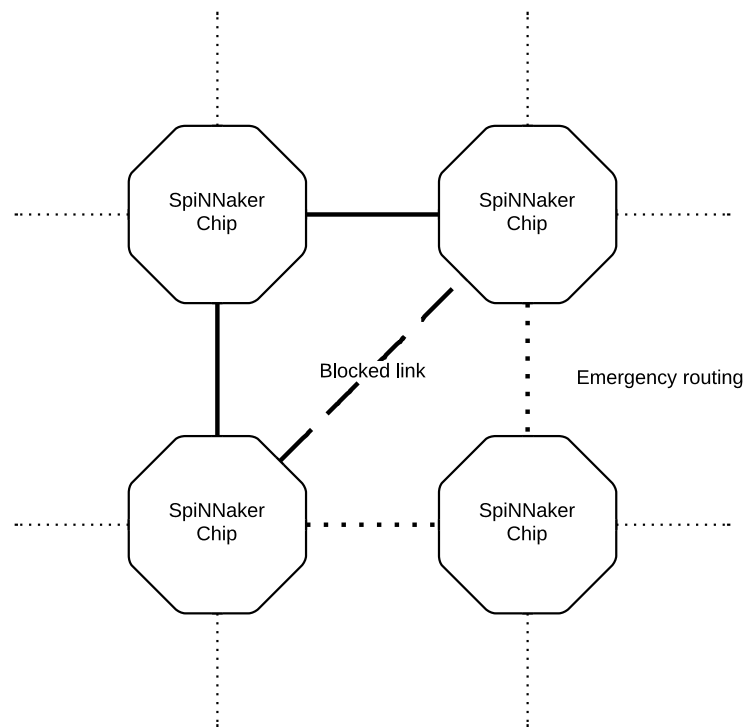 SpiNNaker
Chip
SpiNNaker
Chip
Blocked link
Emergency routing
SpiNNaker
Chip
SpiNNaker
Chip